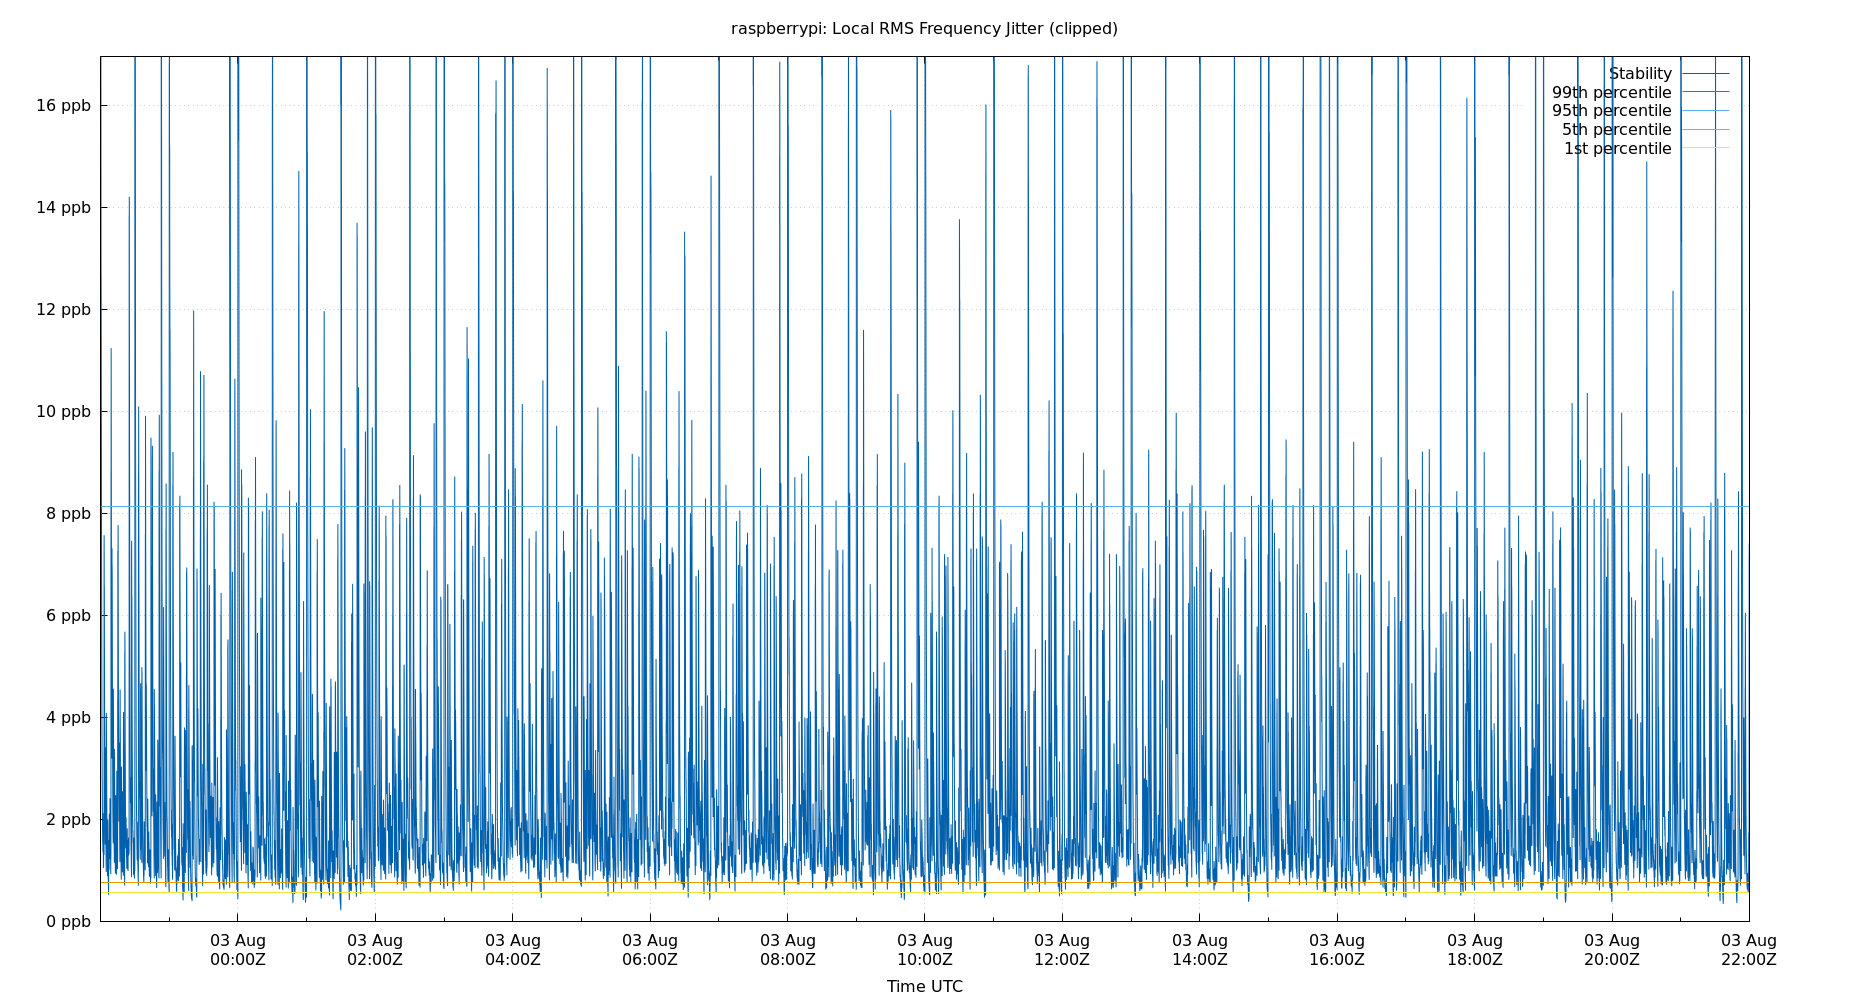 raspberrypi: Local RMS Frequency Jitter (clipped)
Stability
99th percentile
95th percentile
5th percentile
1st percentile
16 ppb
14 ppb
12 ppb
10 ppb
8 ppb
6 ppb
4 ppb
2 ppb
0 ppb
03 Aug 03 Aug 03 Aug 03 Aug 03 Aug 03 Aug 03 Aug 03 Aug 03 Aug 03 Aug 03 Aug 03 Aug
00:00Z 02:00Z 04:00Z 06:00Z 08:00Z 10:00Z 12:00Z 14:00Z 16:00Z 18:00Z 20:00Z 22:00Z
Time UTC